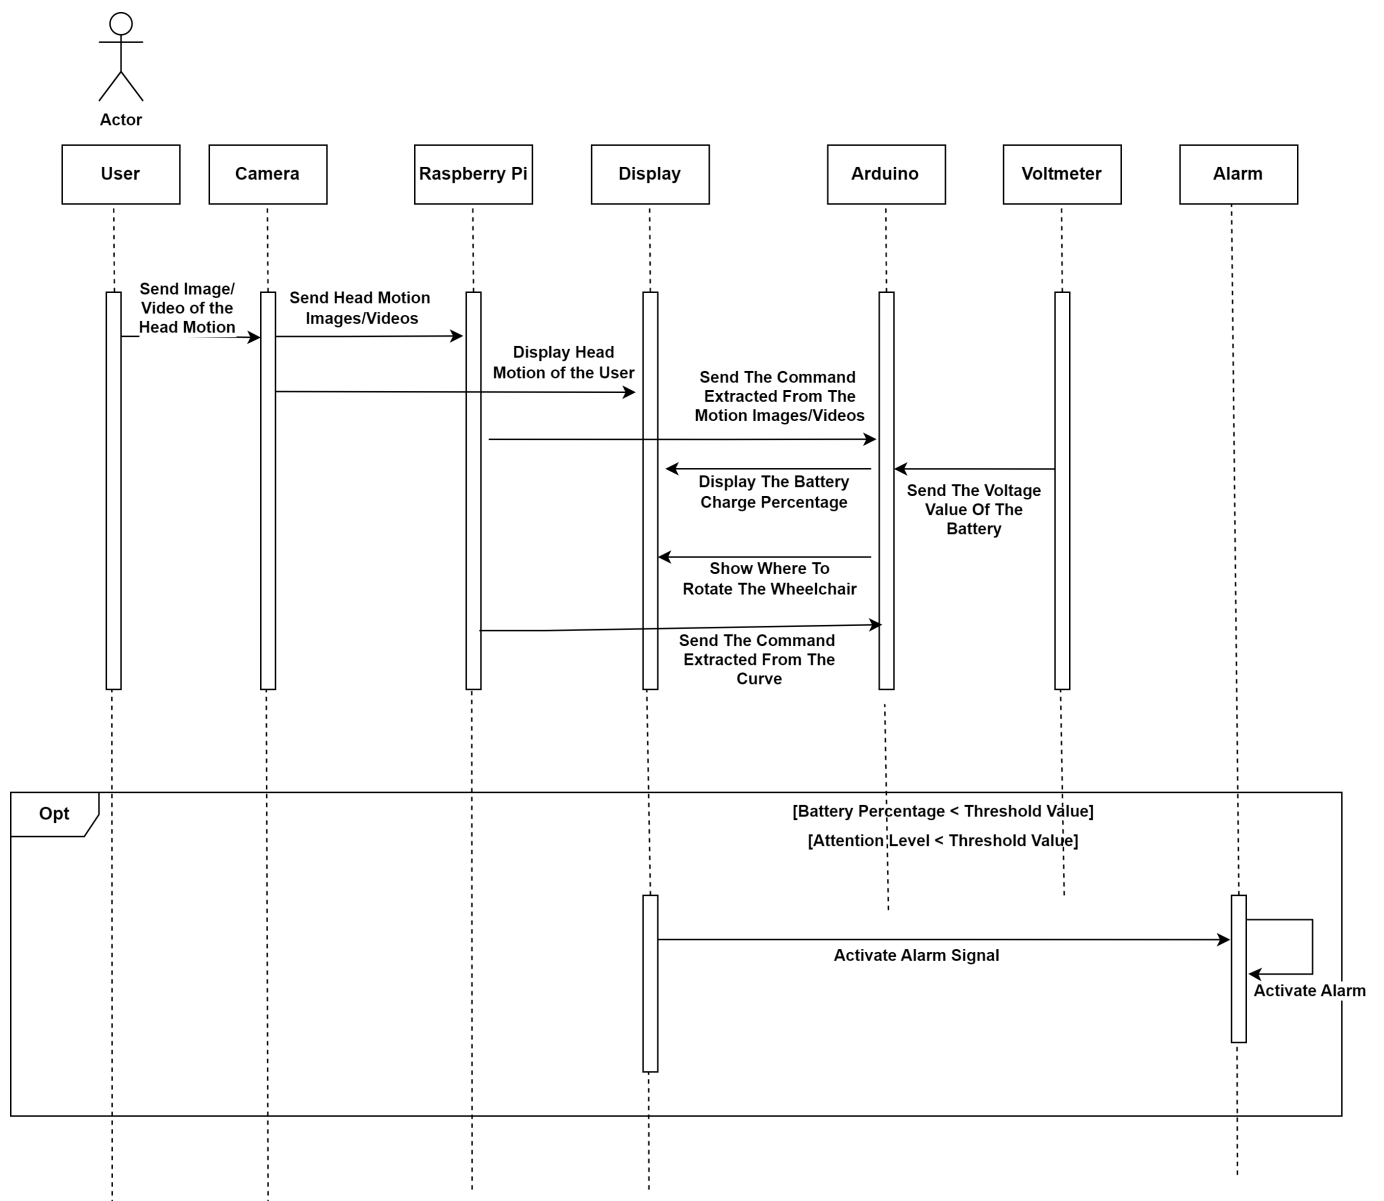 Actor
User
Camera
Raspberry Pi
Display
Arduino
Voltmeter
Alarm
Send Image/
Video of the
Head Motion
Send Head Motion
Images/Videos
Display Head
Motion of the User
Send The Command
Extracted From The
Motion Images/Videos
Display The Battery
Charge Percentage
Send The Voltage
Value Of The
Battery
Show Where To
Rotate The Wheelchair
Send The Command
Extracted From The
Curve
Opt
[Battery Percentage < Threshold Value]
[Attention Level < Threshold Value]
Activate Alarm Signal
Activate Alarm